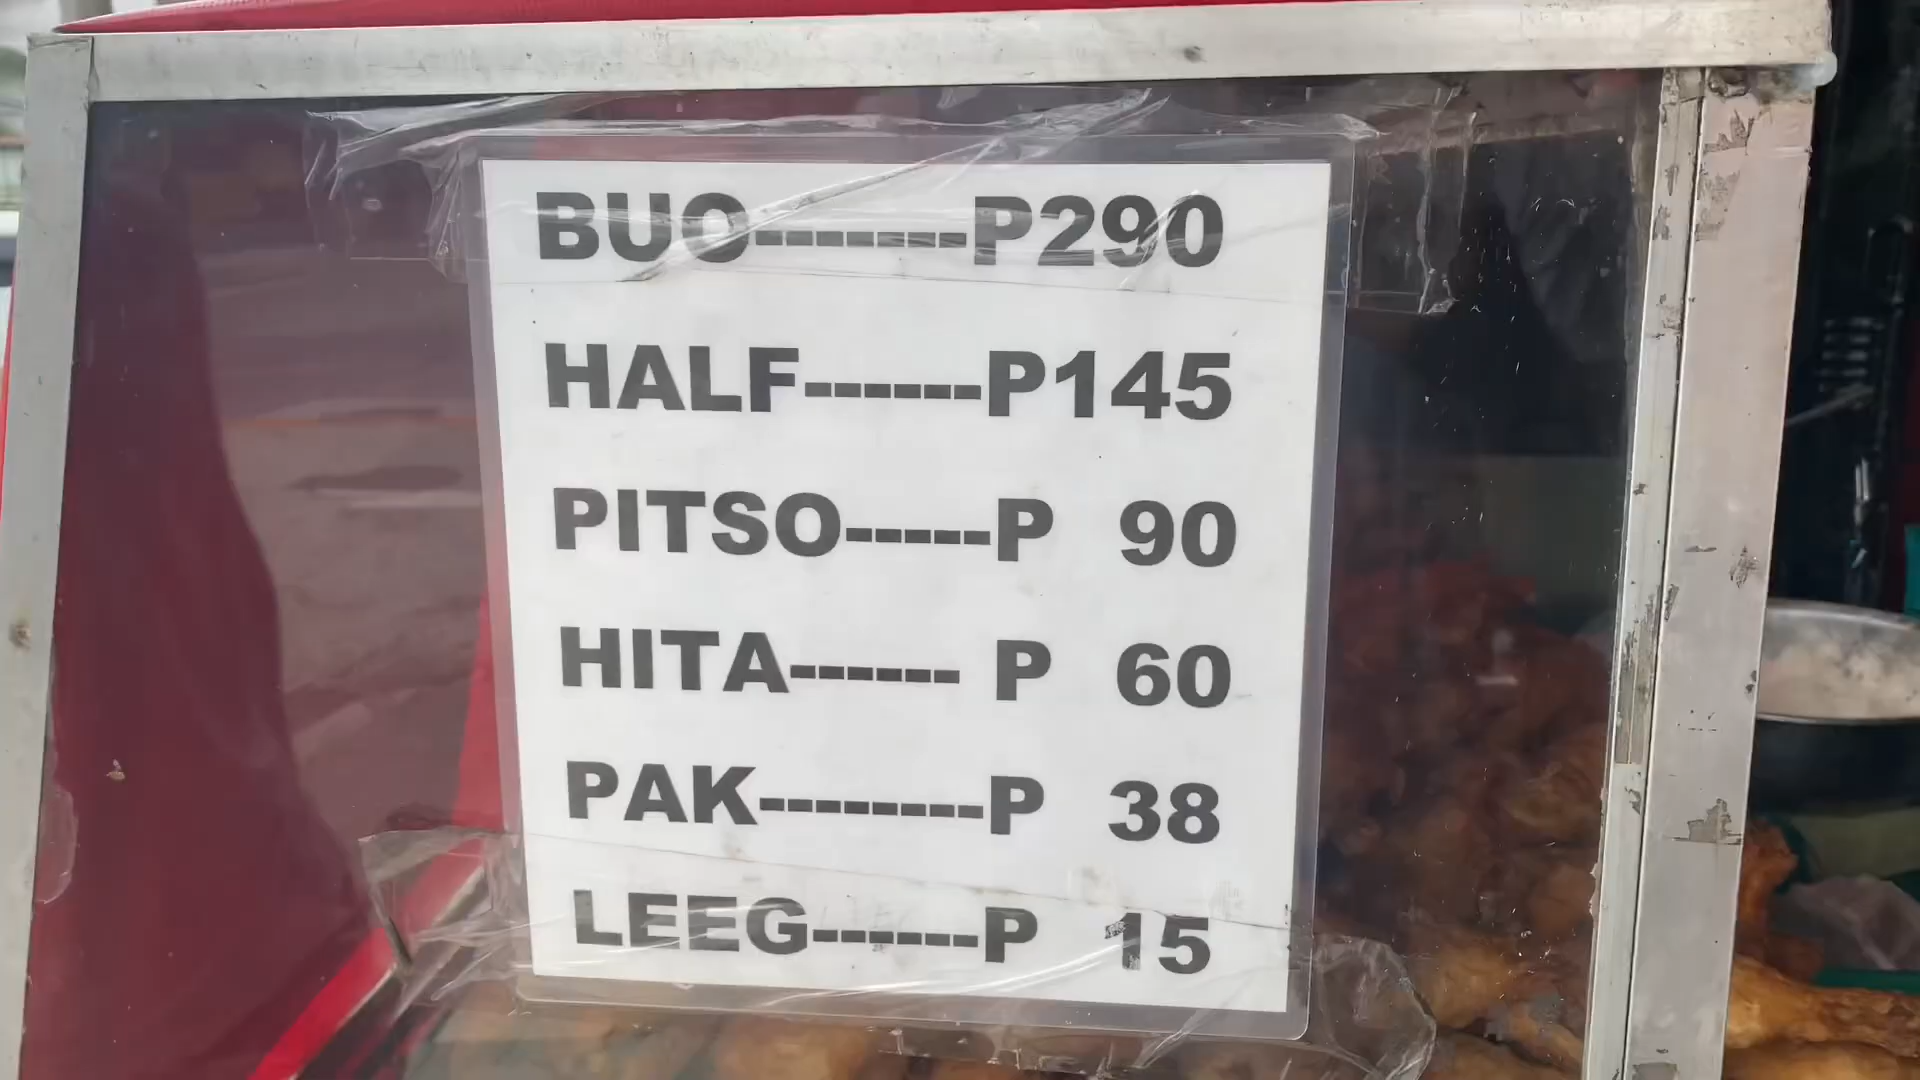 BUO-------P290
HALF------P145
PITSO-----P 90
HITA------ P 60
PAK--------P 38
LEEG------P 15